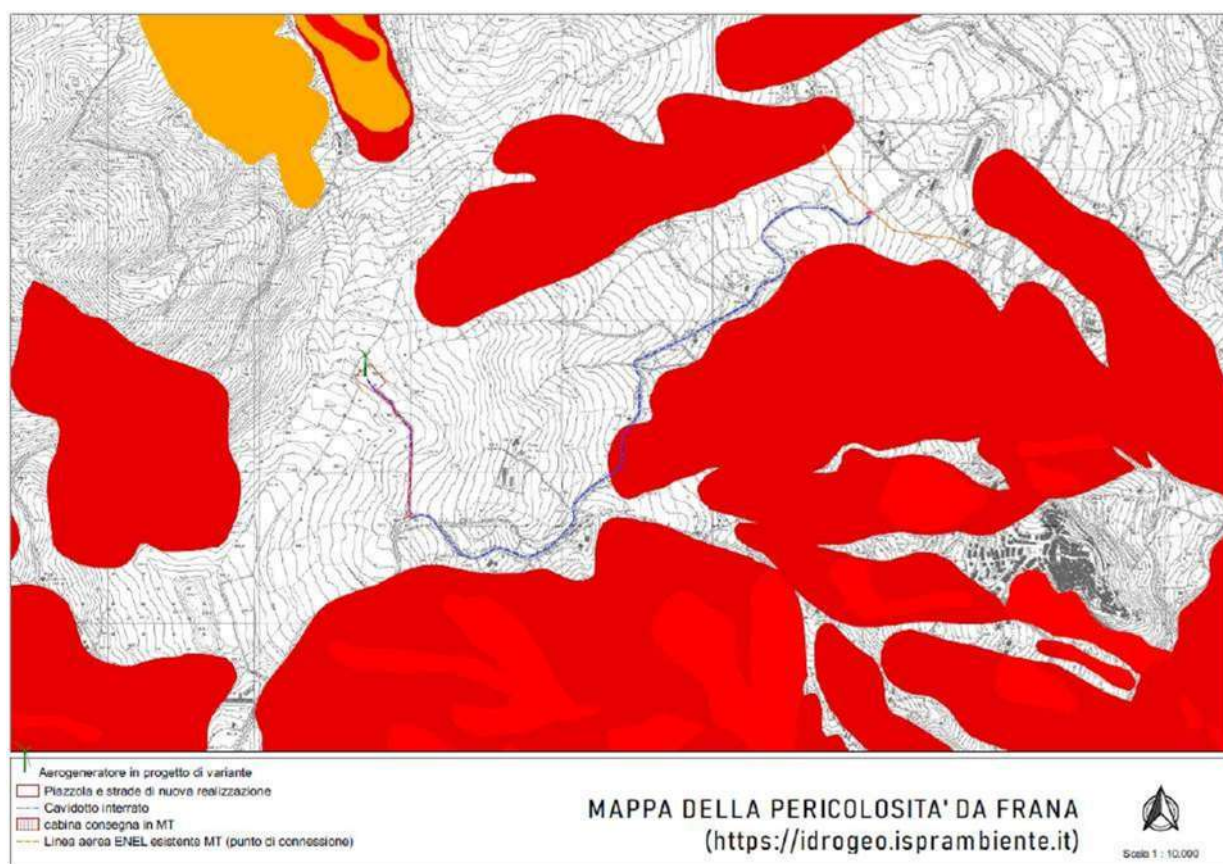 Aerogeneratore in progetto di variante
Piazzola e strade di nuova realizzazione
Cavidotto interrato
cabina consegna in MT
Linea aerea ENEL esistente MT (punto di connessione)
MAPPA DELLA PERICOLOSITA' DA FRANA
(https://idrogeo.isprambiente.it)
Scala 1 : 10.000